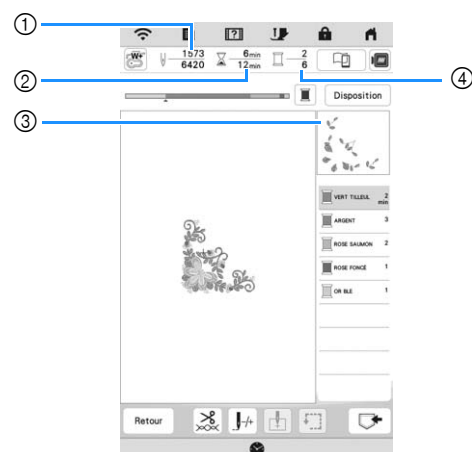 ①
1573 6min 2
W+ 6420 12min 6
② ④
Disposition
③
VERT TILLEUL 2 min
ARGENT 3
ROSE SAUMON 2
ROSE FONCÉ 1
OR BLE 1
Retour